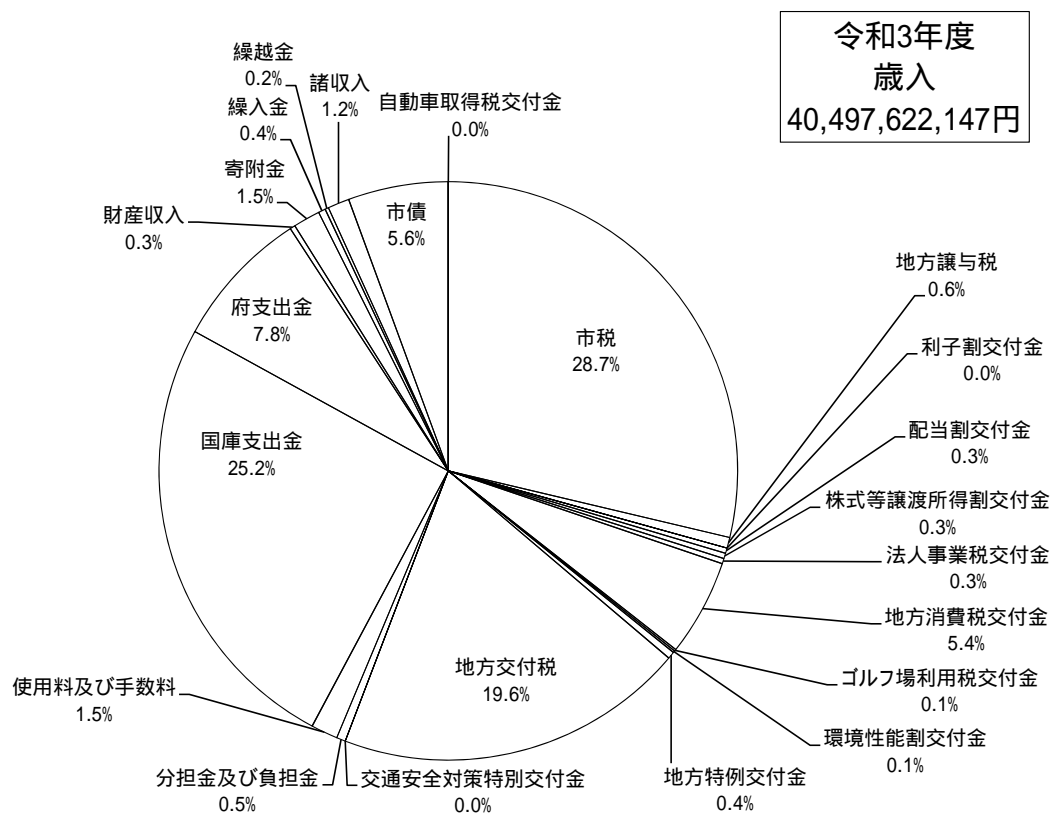 令和3年度
歳入
40,497,622,147円
自動車取得税交付金
0.0%
市税
28.7%
地方譲与税
0.6%
利子割交付金
0.0%
配当割交付金
0.3%
株式等譲渡所得割交付金
0.3%
法人事業税交付金
0.3%
地方消費税交付金
5.4%
ゴルフ場利用税交付金
0.1%
環境性能割交付金
0.1%
地方特例交付金
0.4%
地方交付税
19.6%
交通安全対策特別交付金
0.0%
分担金及び負担金
0.5%
使用料及び手数料
1.5%
国庫支出金
25.2%
府支出金
7.8%
財産収入
0.3%
寄附金
1.5%
繰入金
0.4%
繰越金
0.2%
諸収入
1.2%
市債
5.6%